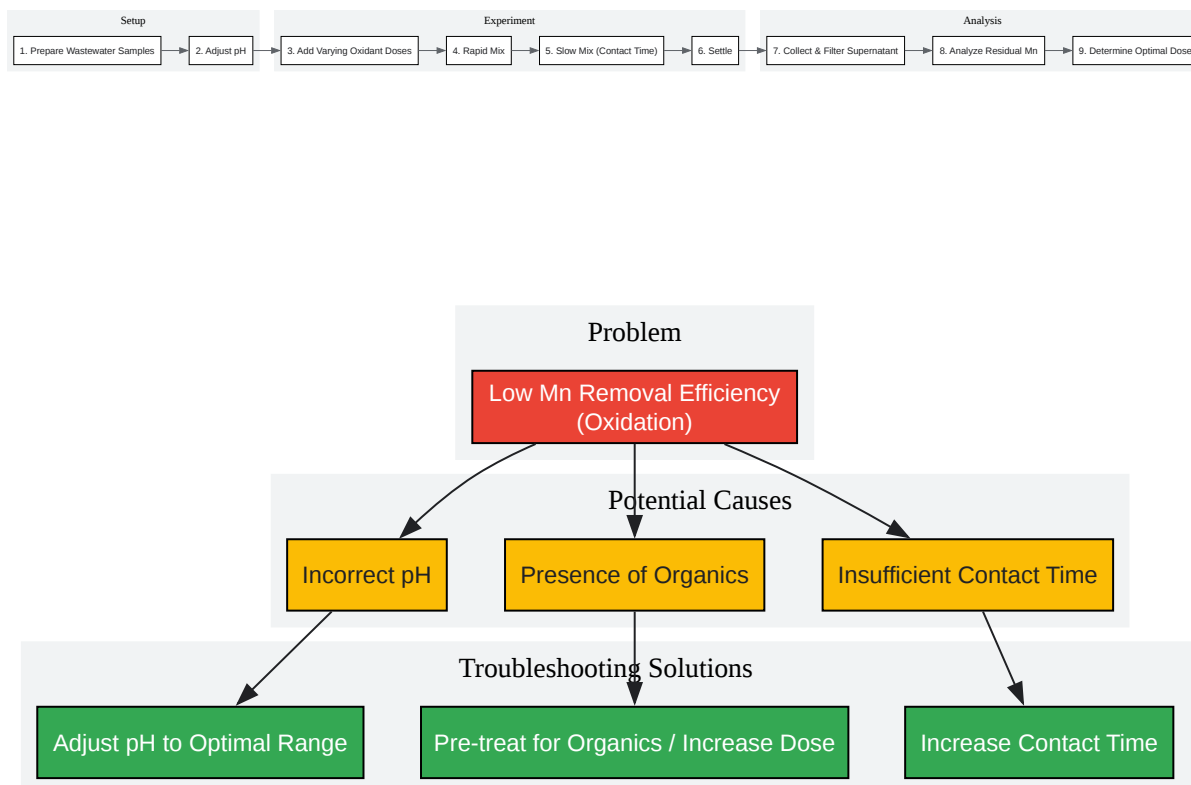 Setup
Experiment
Analysis
1. Prepare Wastewater Samples
2. Adjust pH
3. Add Varying Oxidant Doses
4. Rapid Mix
5. Slow Mix (Contact Time)
6. Settle
7. Collect & Filter Supernatant
8. Analyze Residual Mn
9. Determine Optimal Dose
Problem
Low Mn Removal Efficiency
(Oxidation)
Potential Causes
Incorrect pH
Presence of Organics
Insufficient Contact Time
Troubleshooting Solutions
Adjust pH to Optimal Range
Pre-treat for Organics / Increase Dose
Increase Contact Time